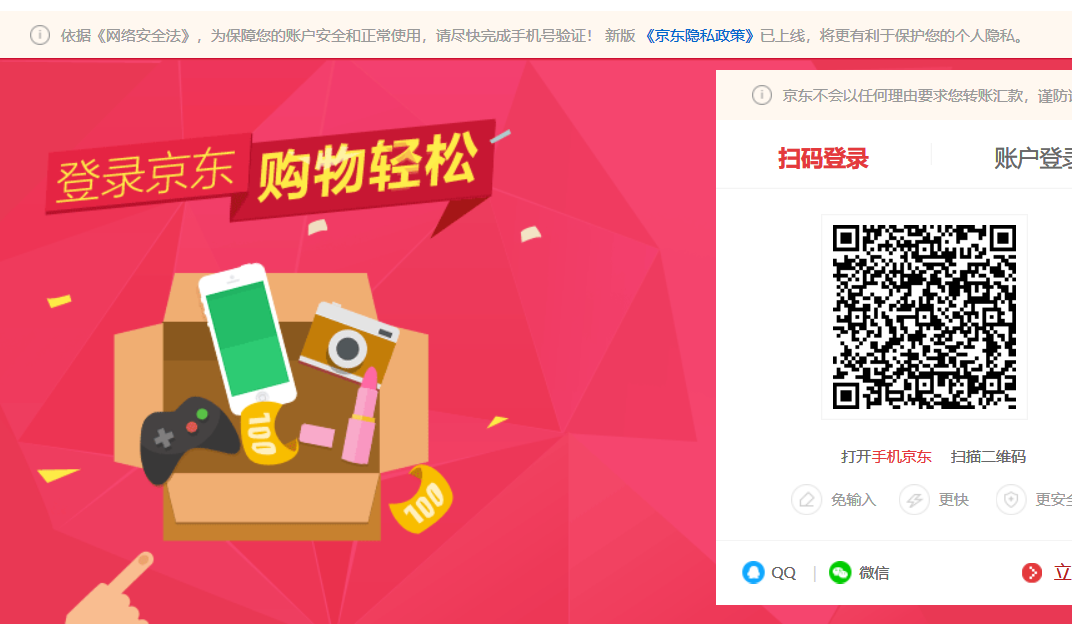 依据《网络安全法》，为保障您的账户安全和正常使用，请尽快完成手机号验证！ 新版 《京东隐私政策》已上线，将更有利于保护您的个人隐私。
京东不会以任何理由要求您转账汇款，谨防
登录京东 购物轻松
扫码登录 账户登录
100
100
打开手机京东 扫描二维码
免输入 更快 更安全
QQ | 微信 立